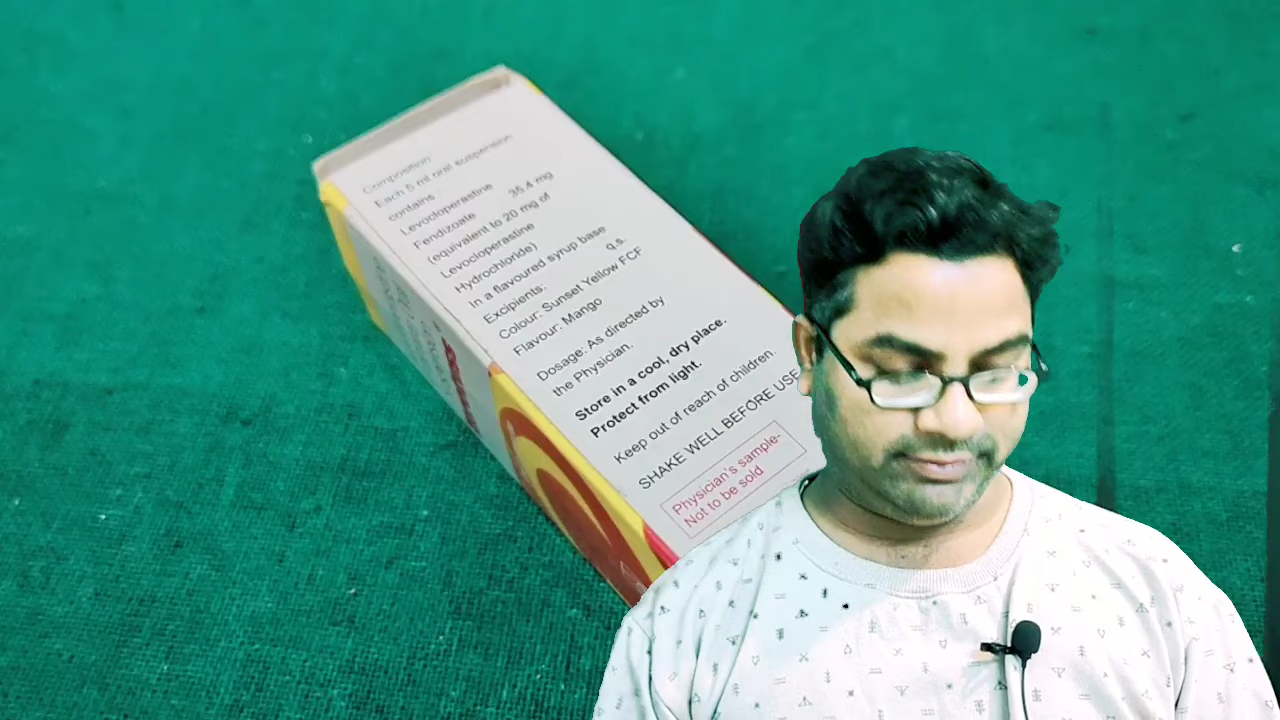 Composition
Each 5 ml oral suspension
contains :
Levocloperastine
Fendizoate 35.4 mg
(equivalent to 20 mg of
Levocloperastine
Hydrochloride)
In a flavoured syrup base
Excipients: q.s.
Colour: Sunset Yellow FCF
Flavour: Mango
Dosage: As directed by
the Physician.
Store in a cool, dry place.
Protect from light.
Keep out of reach of children.
SHAKE WELL BEFORE USE
Physician's sample-
Not to be sold